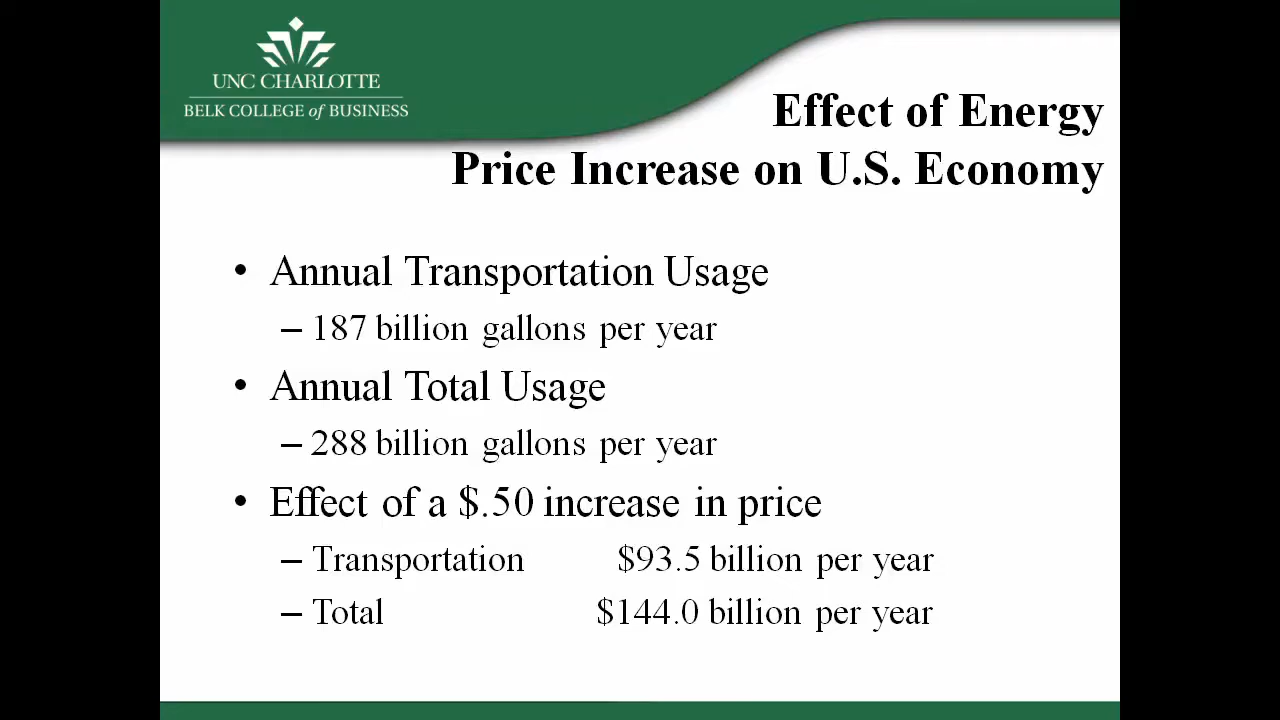 UNC CHARLOTTE
BELK COLLEGE of BUSINESS
Effect of Energy
Price Increase on U.S. Economy
• Annual Transportation Usage
– 187 billion gallons per year
• Annual Total Usage
– 288 billion gallons per year
• Effect of a $.50 increase in price
– Transportation $93.5 billion per year
– Total $144.0 billion per year